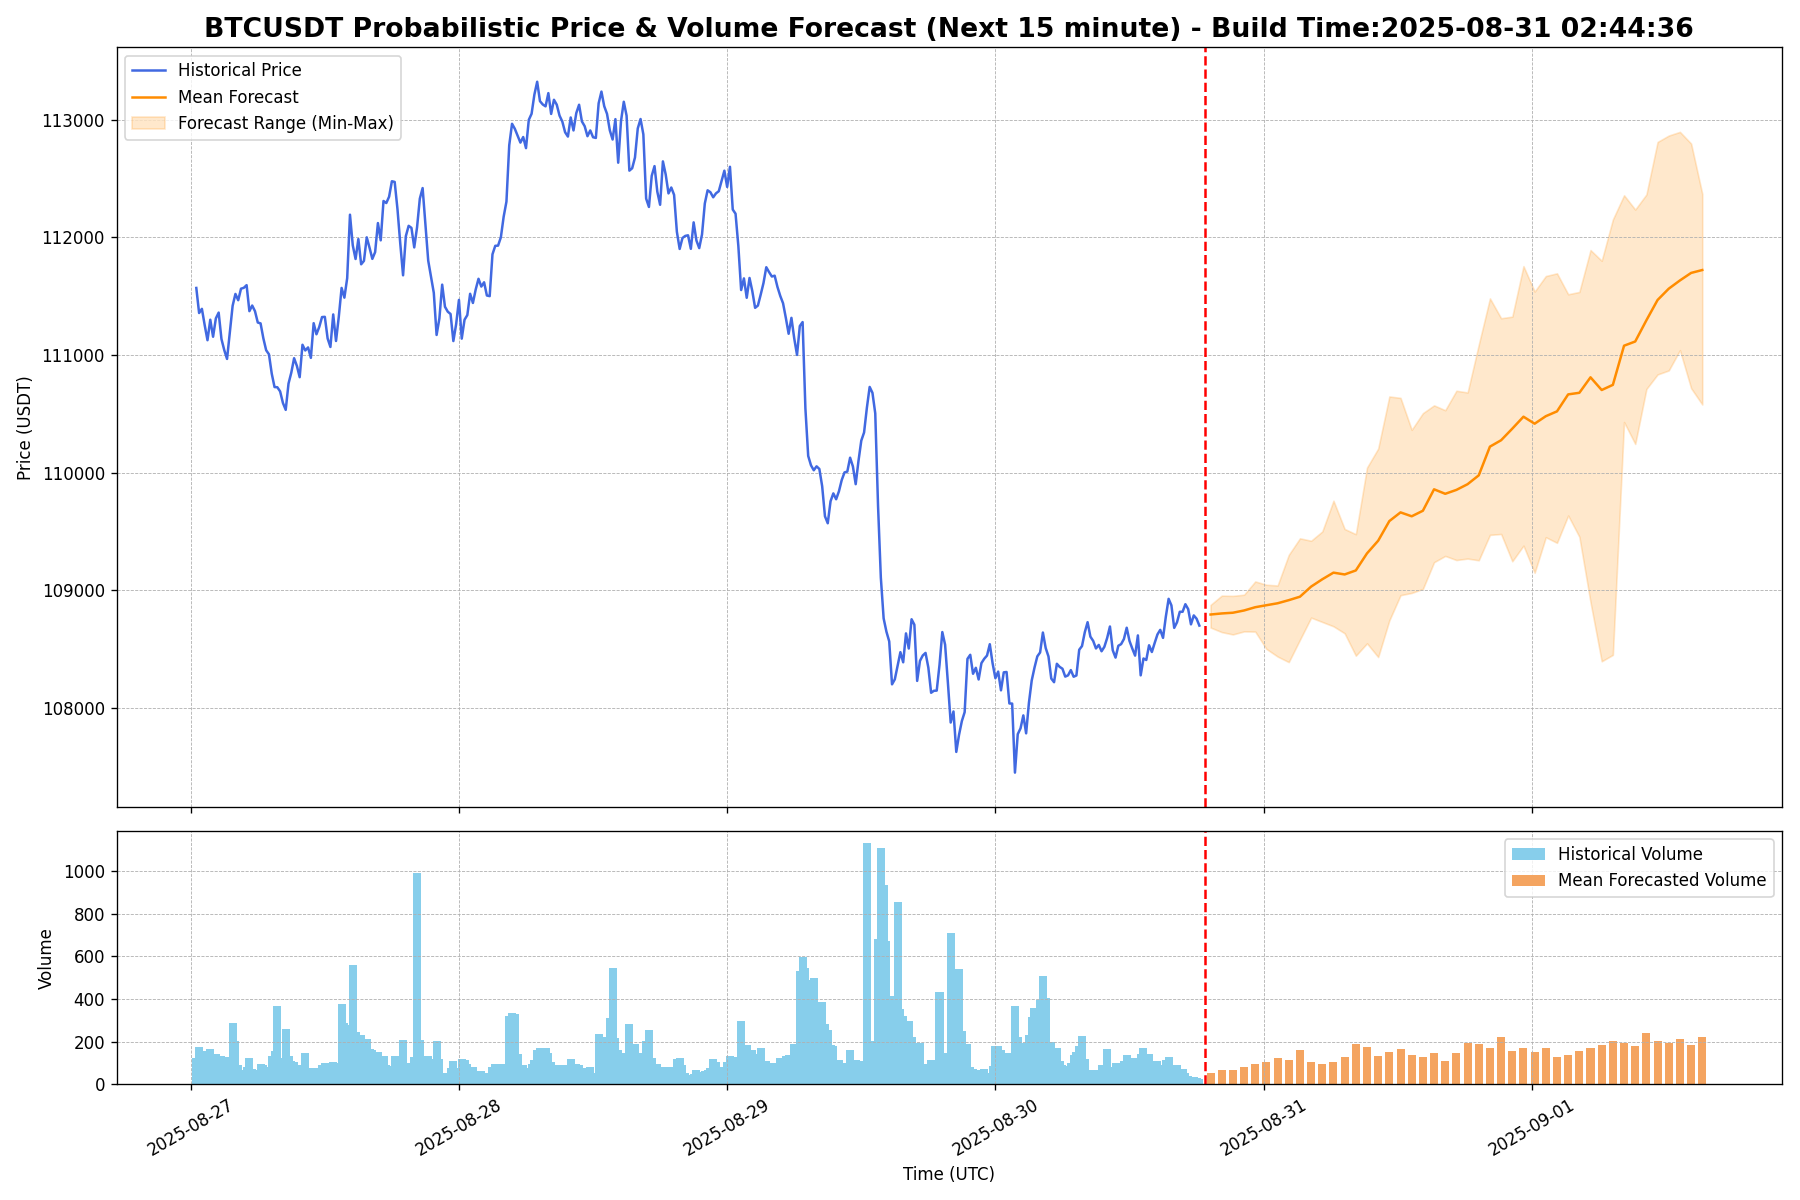 BTCUSDT Probabilistic Price & Volume Forecast (Next 15 minute) - Build Time:2025-08-31 02:44:36
Historical Price
Mean Forecast
Forecast Range (Min-Max)
113000
112000
111000
110000
109000
108000
Price (USDT)
Historical Volume
Mean Forecasted Volume
1000
800
600
400
200
0
Volume
2025-08-27
2025-08-28
2025-08-29
2025-08-30
2025-08-31
2025-09-01
Time (UTC)